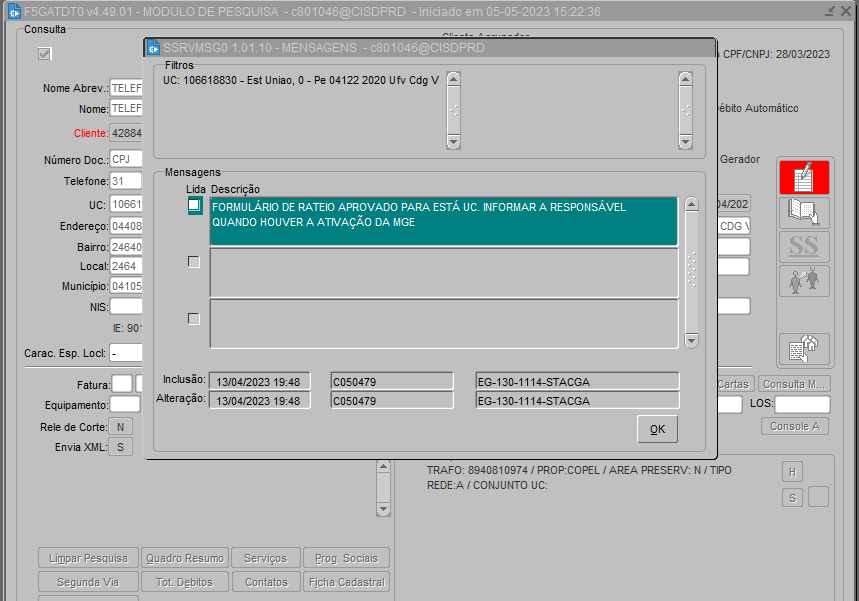 F5GATDT0 v4.49.01 - MODULO DE PESQUISA - c801046@CISDPRD - Iniciado em 05-05-2023 15:22:36
Consulta
SSRVMSG0 1.01.10 - MENSAGENS - c801046@CISDPRD
CPF/CNPJ: 28/03/2023
Filtros
UC: 106618830 - Est Uniao, 0 - Pe 04122 2020 Ufv Cdg V
Nome Abrev.: TELEF
Nome: TELEF
Débito Automático
Cliente: 42884
Número Doc.: CPJ
Gerador
Mensagens
Telefone: 31
Lida Descrição
UC: 10661
FORMULÁRIO DE RATEIO APROVADO PARA ESTÁ UC. INFORMAR A RESPONSÁVEL
QUANDO HOUVER A ATIVAÇÃO DA MGE
04/202
Endereço: 04408
CDG V
Bairro: 24640
SS
Local: 2464
Município: 04105
NIS:
IE: 901
Carac. Esp. Locl: -
Inclusão: 13/04/2023 19:48 C050479 EG-130-1114-STACGA
Alteração: 13/04/2023 19:48 C050479 EG-130-1114-STACGA
Fatura:
Cartas
Consulta M...
Equipamento:
LOS:
OK
Rele de Corte: N
Console A
Envia XML: S
TRAFO: 8940810974 / PROP:COPEL / AREA PRESERV: N / TIPO
REDE:A / CONJUNTO UC:
H
S
Limpar Pesquisa Quadro Resumo Serviços Prog. Sociais
Segunda Via Tot. Debitos Contatos Ficha Cadastral